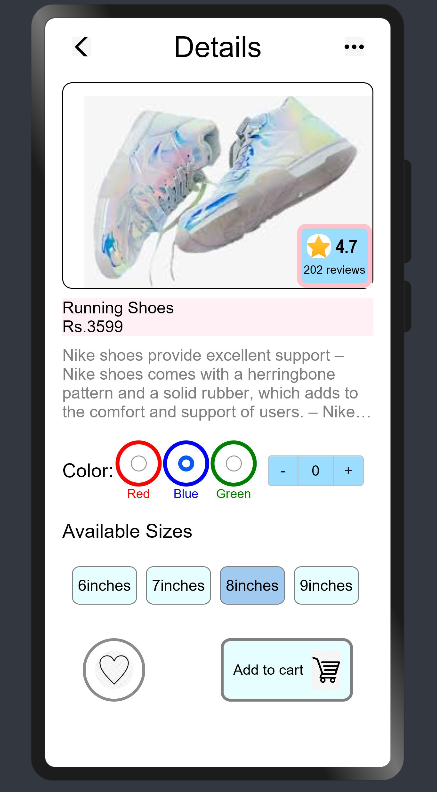 Details
4.7
202 reviews
Running Shoes
Rs.3599
Nike shoes provide excellent support –
Nike shoes comes with a herringbone
pattern and a solid rubber, which adds to
the comfort and support of users. – Nike…
Color:
Red Blue Green
- 0 +
Available Sizes
6inches 7inches 8inches 9inches
Add to cart